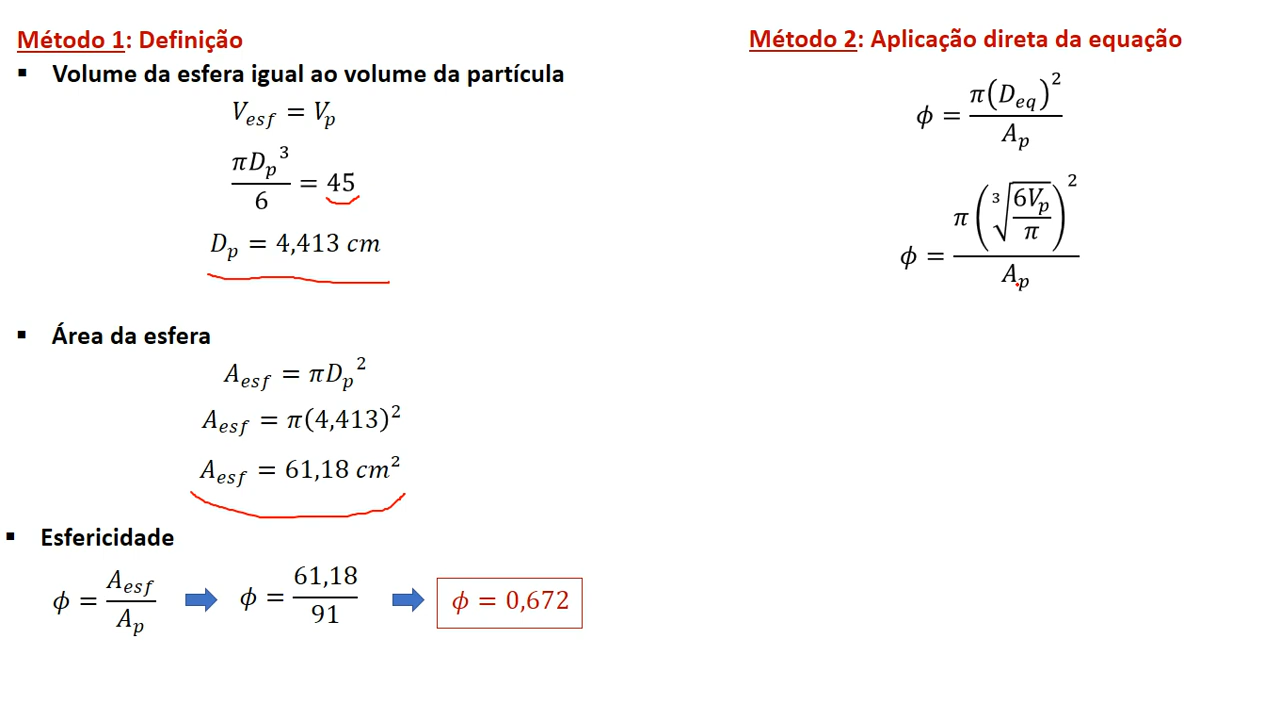 Método 1: Definição
▪ Volume da esfera igual ao volume da partícula
V_esf = V_p
πD_p³/6 = 45
D_p = 4,413 cm
▪ Área da esfera
A_esf = πD_p²
A_esf = π(4,413)²
A_esf = 61,18 cm²
▪ Esfericidade
ϕ = A_esf/A_p ➡ ϕ = 61,18/91 ➡ ϕ = 0,672
Método 2: Aplicação direta da equação
ϕ = π(D_eq)²/A_p
ϕ = π(∛(6V_p/π))²/A_p